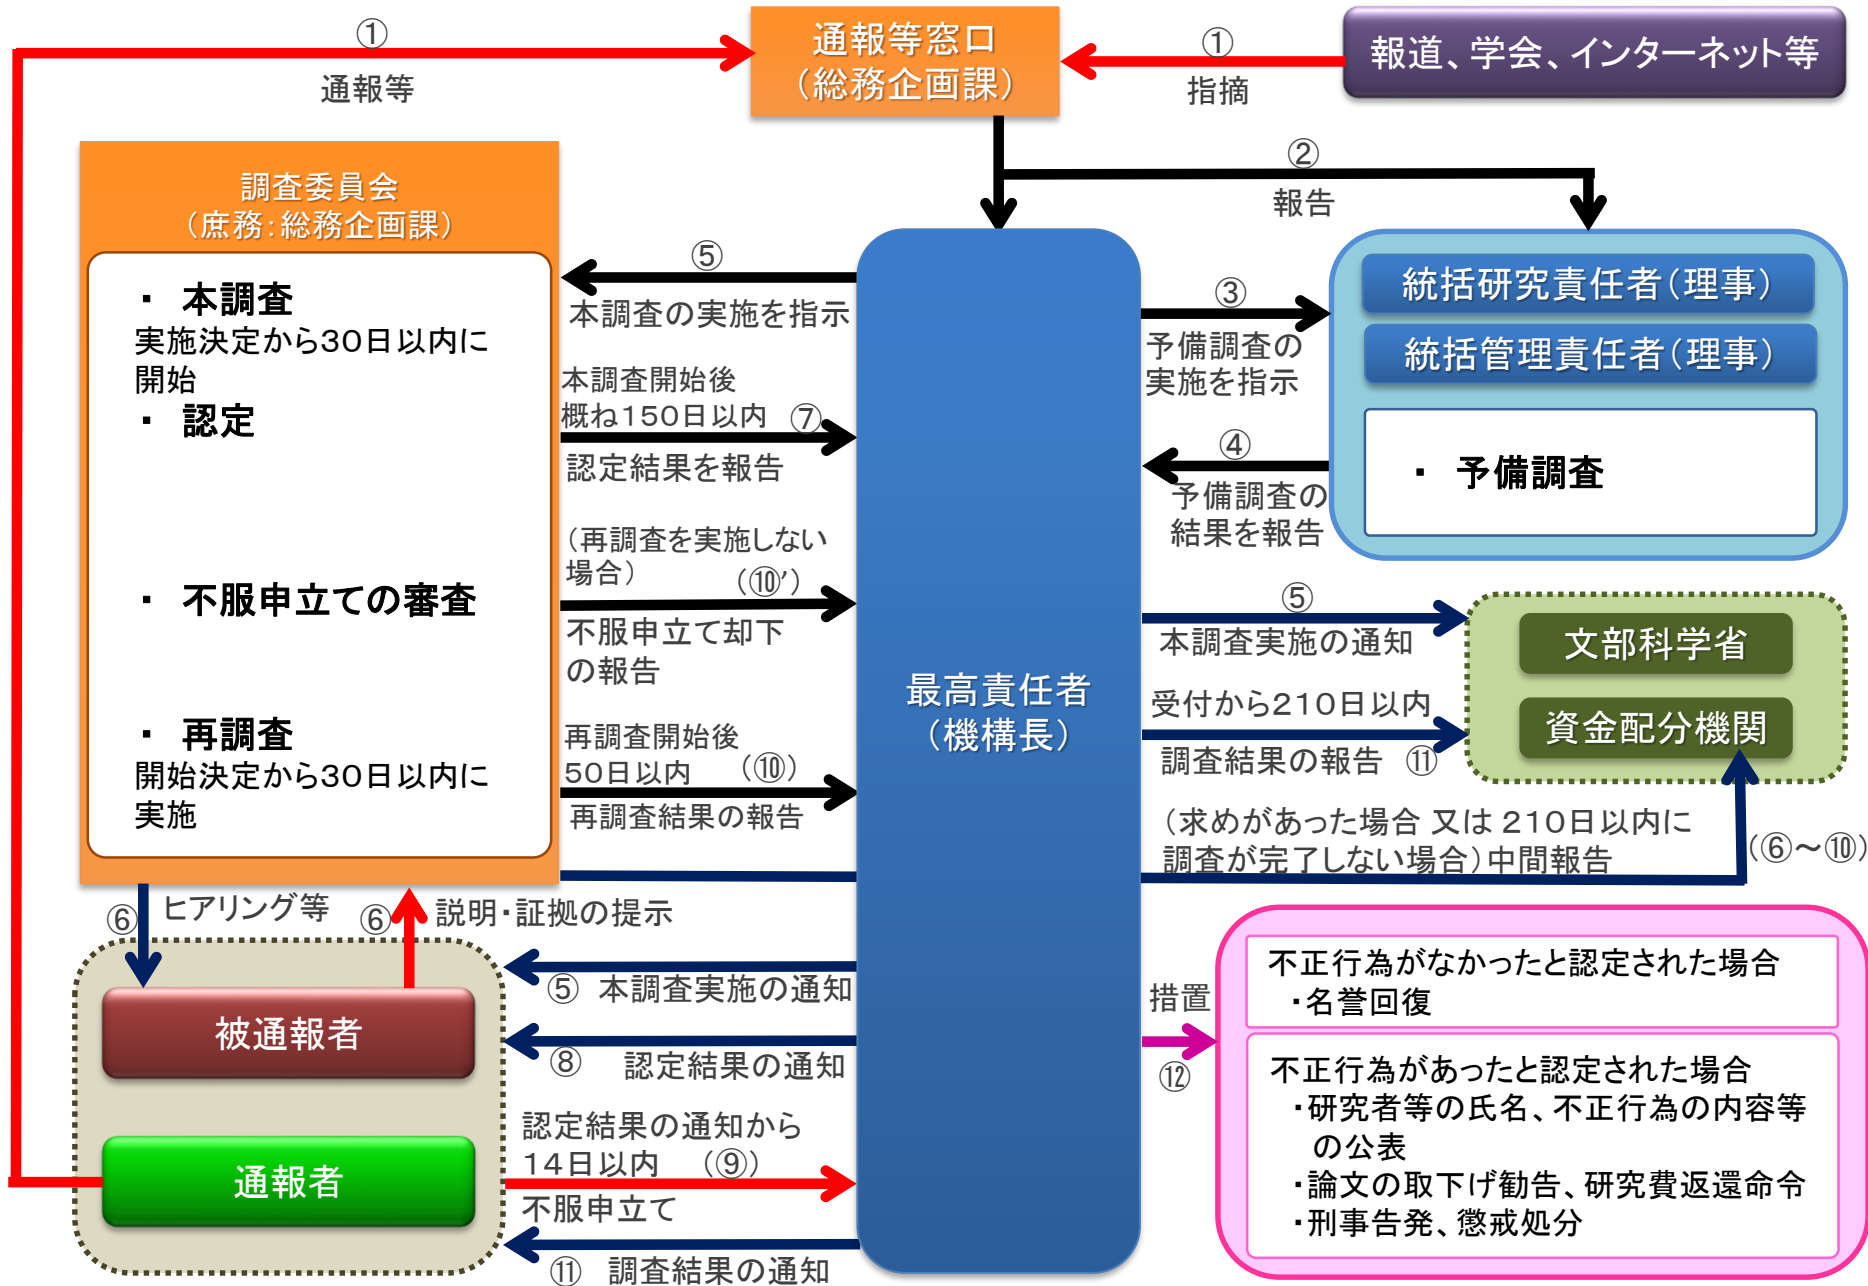 ①
通報等
通報等窓口
（総務企画課）
①
指摘
報道、学会、インターネット等
②
報告
調査委員会
（庶務：総務企画課）
・ 本調査
実施決定から30日以内に
開始
・ 認定
・ 不服申立ての審査
・ 再調査
開始決定から30日以内に
実施
⑤
本調査の実施を指示
本調査開始後
概ね150日以内 ⑦
認定結果を報告
（再調査を実施しない
場合） （⑩’）
不服申立て却下
の報告
再調査開始後
50日以内 （⑩）
再調査結果の報告
最高責任者
（機構長）
③
予備調査の
実施を指示
④
予備調査の
結果を報告
統括研究責任者（理事）
統括管理責任者（理事）
・ 予備調査
⑤
本調査実施の通知
受付から210日以内
調査結果の報告 ⑪
文部科学省
資金配分機関
（求めがあった場合 又は 210日以内に
調査が完了しない場合）中間報告
（⑥～⑩）
⑥
ヒアリング等
⑥
説明・証拠の提示
被通報者
通報者
⑤ 本調査実施の通知
⑧ 認定結果の通知
認定結果の通知から
14日以内 （⑨）
不服申立て
⑪ 調査結果の通知
措置
⑫
不正行為がなかったと認定された場合
・名誉回復
不正行為があったと認定された場合
・研究者等の氏名、不正行為の内容等
の公表
・論文の取下げ勧告、研究費返還命令
・刑事告発、懲戒処分